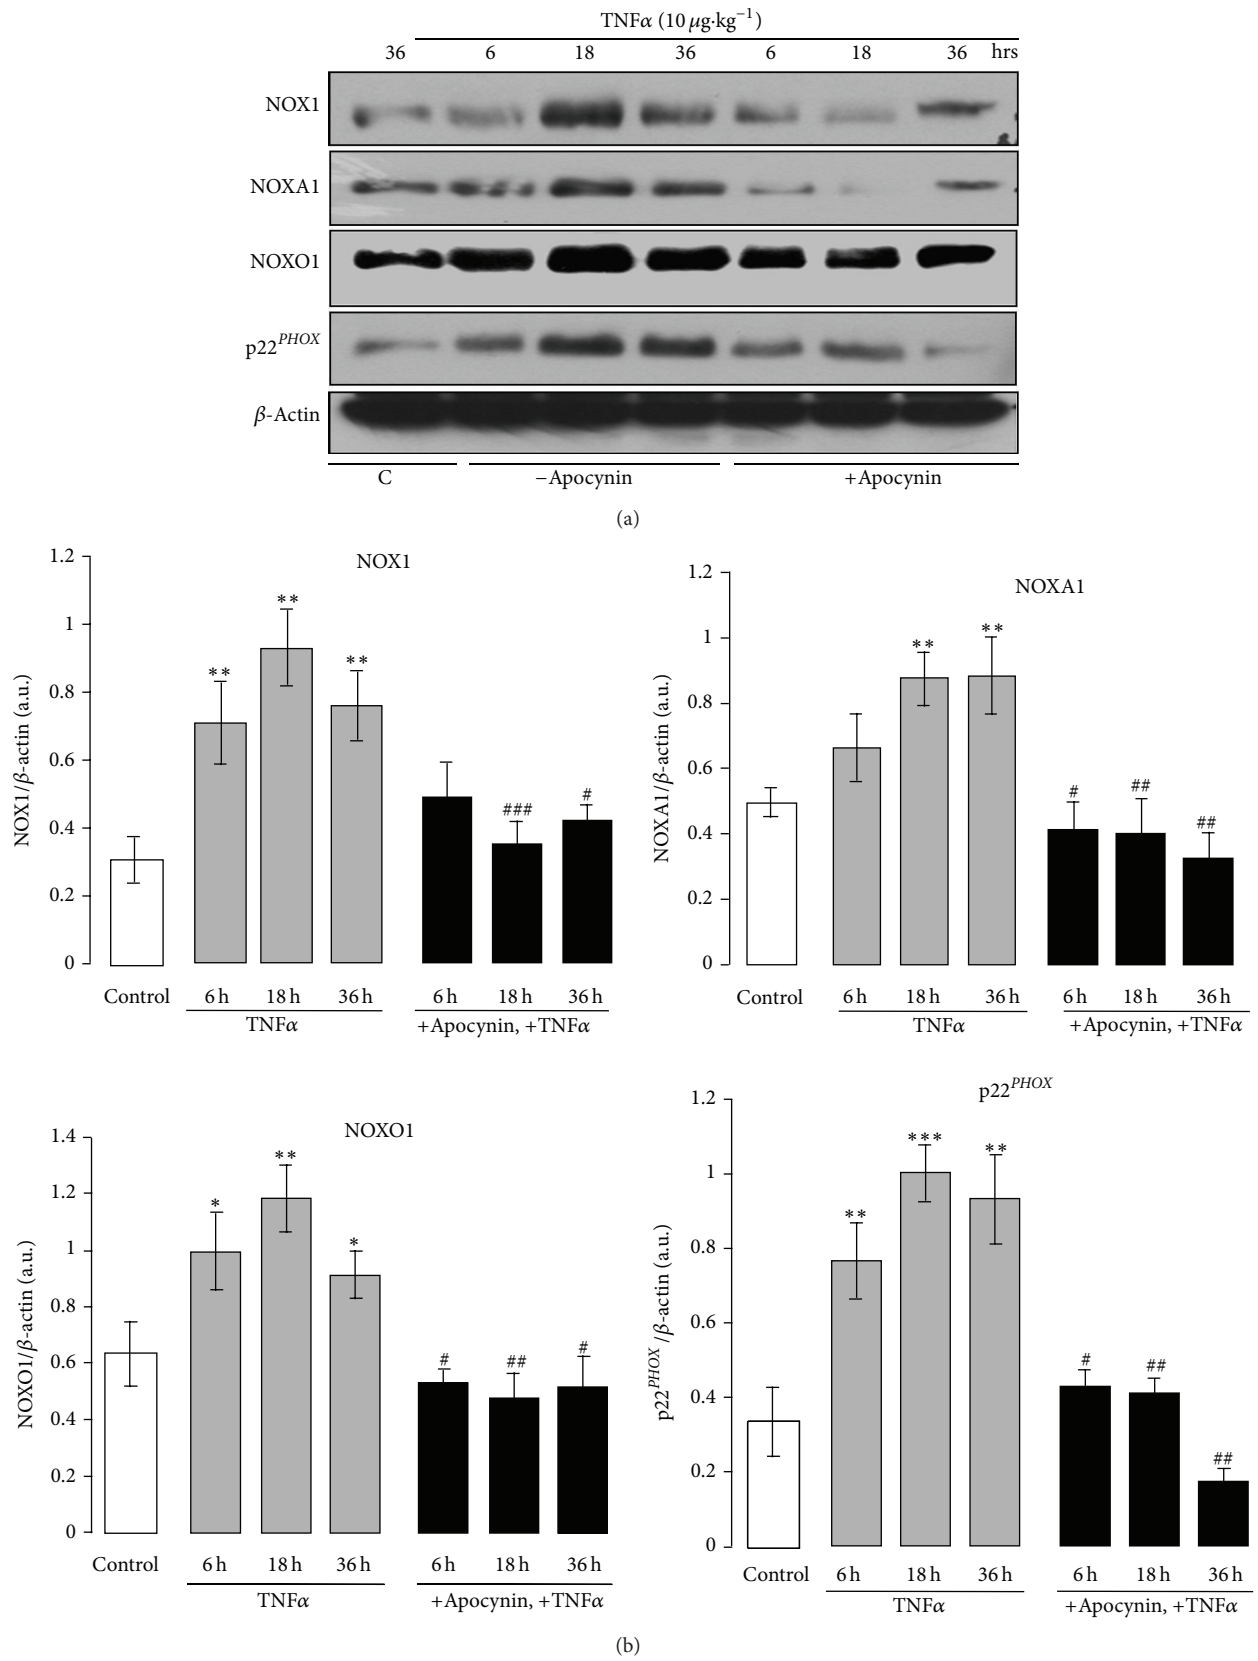 TNFα (10 μg·kg⁻¹)
36 6 18 36 6 18 36 hrs
NOX1
NOXA1
NOXO1
p22^PHOX
β-Actin
C −Apocynin +Apocynin
(a)
NOX1
NOX1/β-actin (a.u.)
1.2
1
0.8
0.6
0.4
0.2
0
** ** **
### #
Control 6 h 18 h 36 h 6 h 18 h 36 h
TNFα +Apocynin, +TNFα
NOXA1
NOXA1/β-actin (a.u.)
1.2
1
0.8
0.6
0.4
0.2
0
** **
# ## ##
Control 6 h 18 h 36 h 6 h 18 h 36 h
TNFα +Apocynin, +TNFα
NOXO1
NOXO1/β-actin (a.u.)
1.4
1.2
1
0.8
0.6
0.4
0.2
0
* ** *
# ## #
Control 6 h 18 h 36 h 6 h 18 h 36 h
TNFα +Apocynin, +TNFα
p22^PHOX
p22^PHOX/β-actin (a.u.)
1.2
1
0.8
0.6
0.4
0.2
0
** *** **
# ## ##
Control 6 h 18 h 36 h 6 h 18 h 36 h
TNFα +Apocynin, +TNFα
(b)